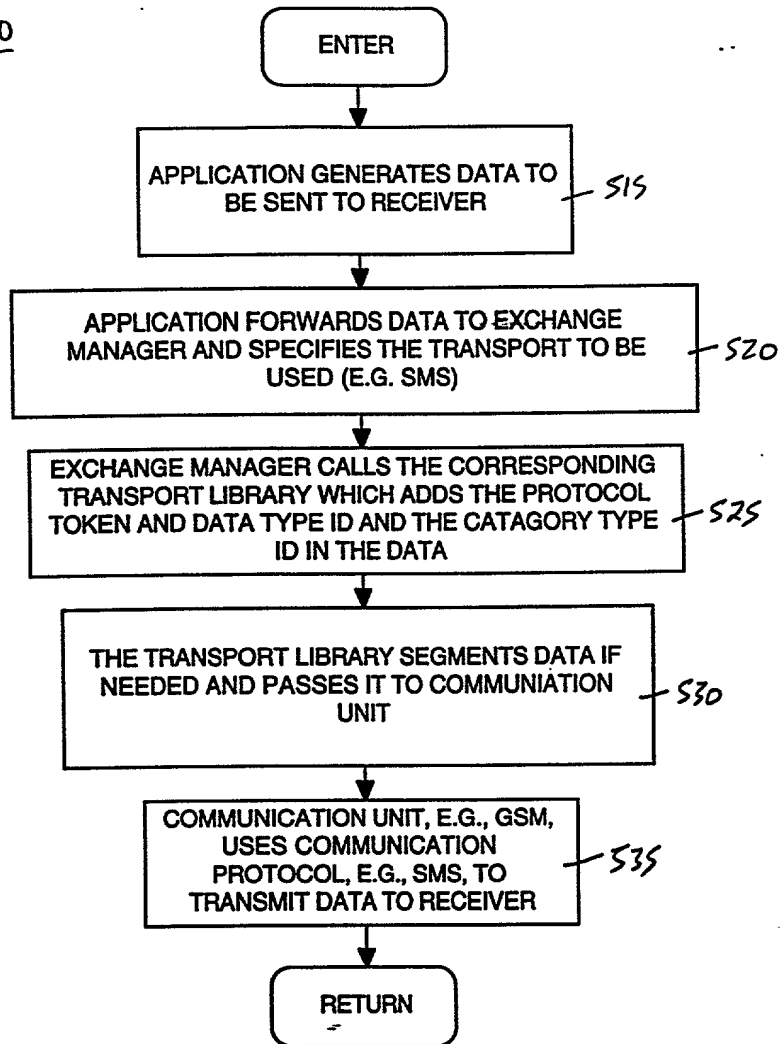 ENTER
APPLICATION GENERATES DATA TO
BE SENT TO RECEIVER
515
APPLICATION FORWARDS DATA TO EXCHANGE
MANAGER AND SPECIFIES THE TRANSPORT TO BE
USED (E.G. SMS)
520
EXCHANGE MANAGER CALLS THE CORRESPONDING
TRANSPORT LIBRARY WHICH ADDS THE PROTOCOL
TOKEN AND DATA TYPE ID AND THE CATAGORY TYPE
ID IN THE DATA
525
THE TRANSPORT LIBRARY SEGMENTS DATA IF
NEEDED AND PASSES IT TO COMMUNIATION
UNIT
530
COMMUNICATION UNIT, E.G., GSM,
USES COMMUNICATION
PROTOCOL, E.G., SMS, TO
TRANSMIT DATA TO RECEIVER
535
RETURN